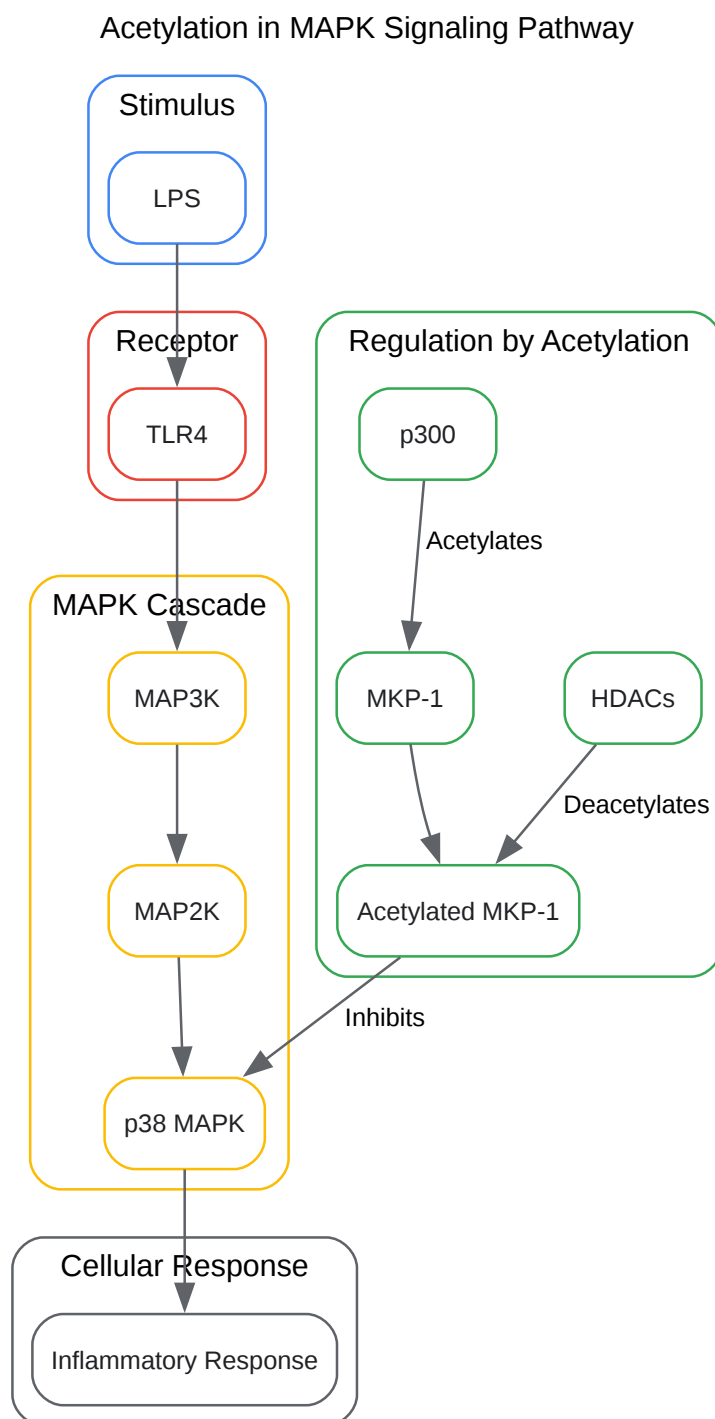 Acetylation in MAPK Signaling Pathway
Stimulus
LPS
Receptor
TLR4
Regulation by Acetylation
p300
Acetylates
MAPK Cascade
MAP3K
MKP-1
HDACs
Deacetylates
MAP2K
Acetylated MKP-1
Inhibits
p38 MAPK
Cellular Response
Inflammatory Response